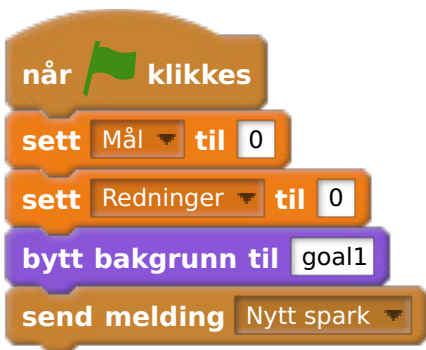 når klikkes
sett Mål til 0
sett Redninger til 0
bytt bakgrunn til goal1
send melding Nytt spark